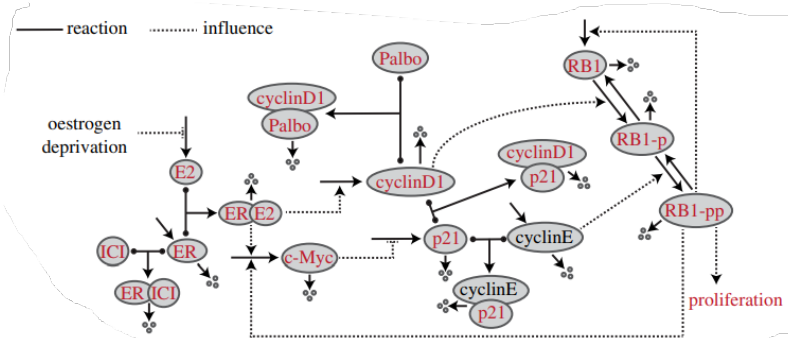 reaction
influence
Palbo
RB1
cyclinD1
Palbo
oestrogen
deprivation
RB1-p
cyclinD1
p21
E2
cyclinD1
ER E2
RB1-pp
ICI
ER
c-Myc
p21
cyclinE
ER ICI
cyclinE
p21
proliferation